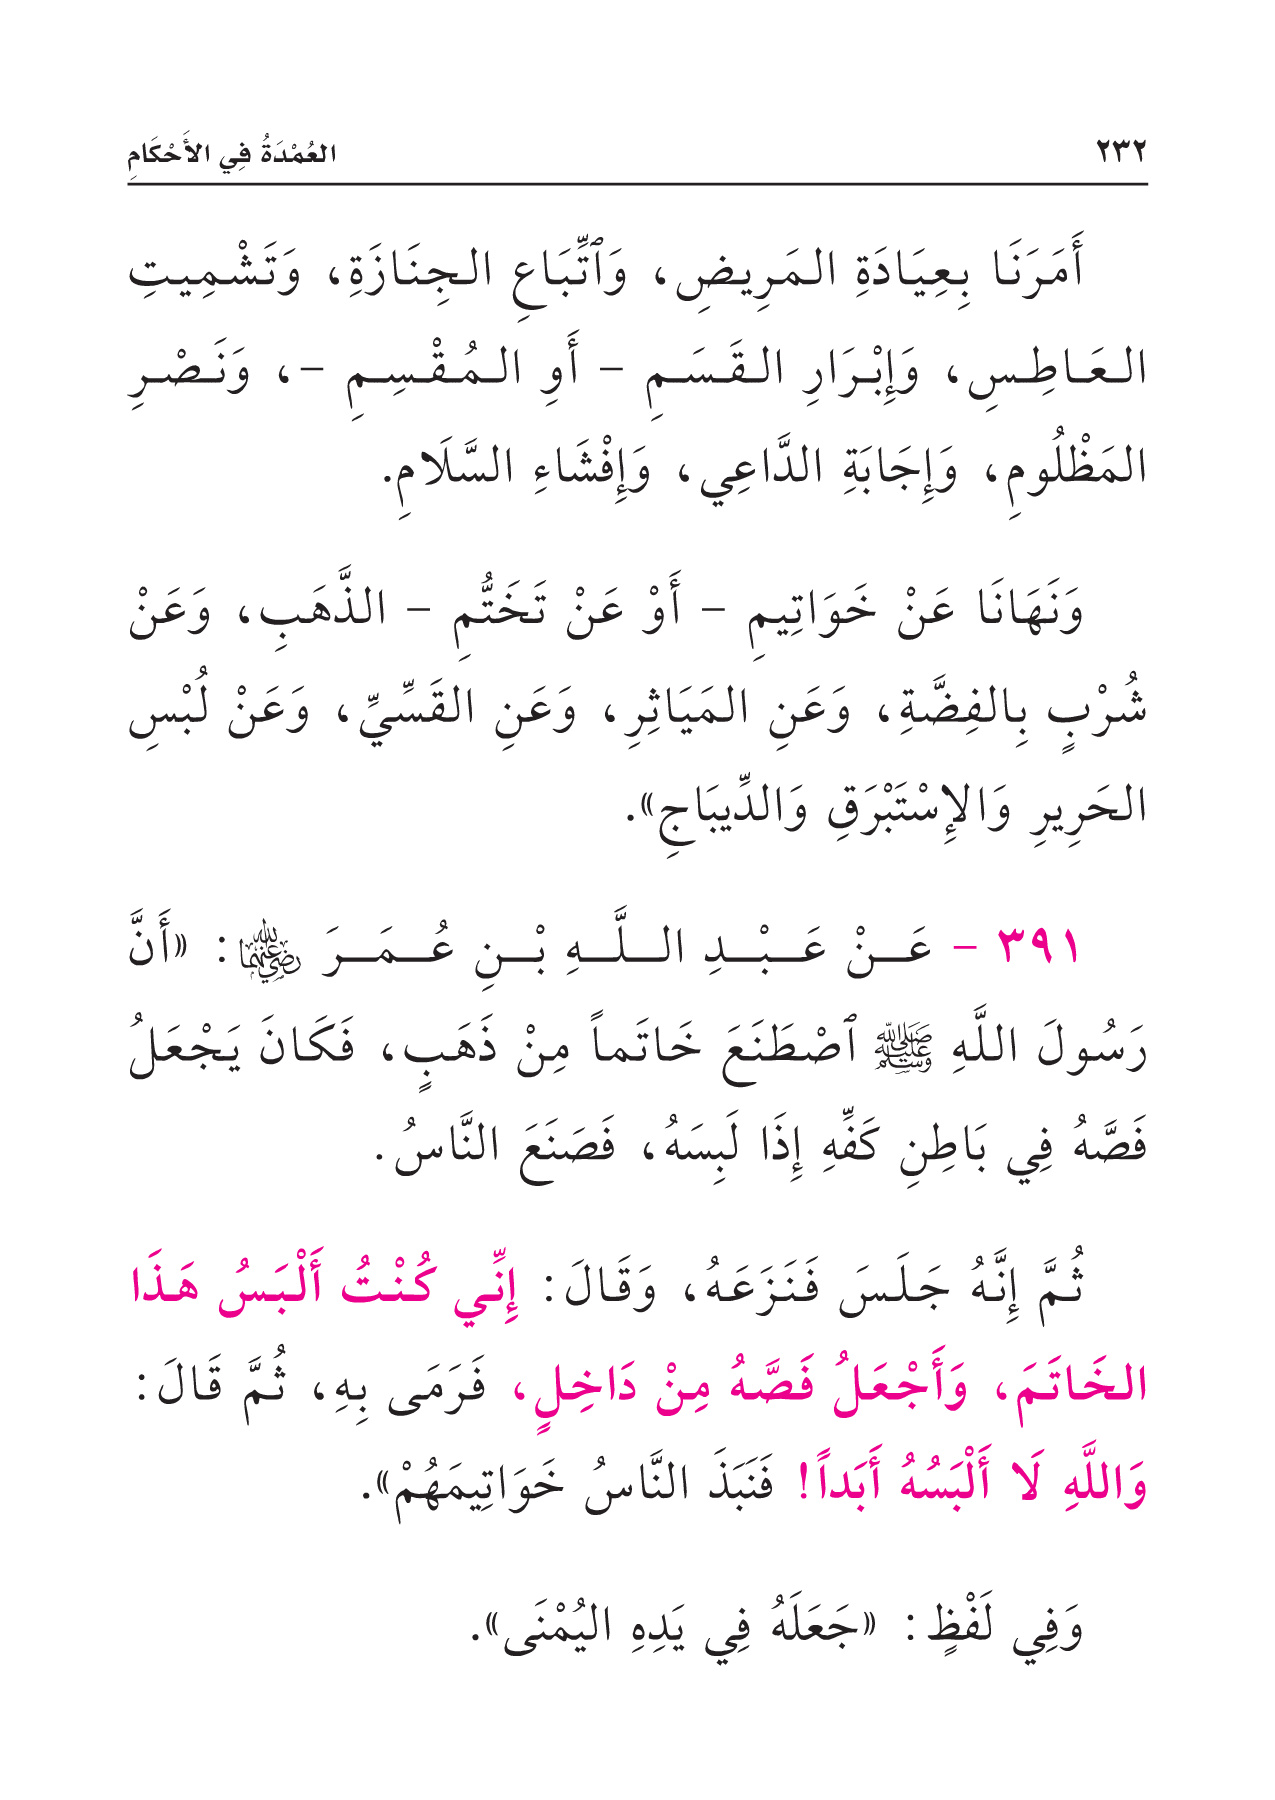 ٢٣٢ العُمْدَةُ فِي الأَحْكَامِ
أَمَرَنَا بِعِيَادَةِ المَرِيضِ، وَٱتِّبَاعِ الجِنَازَةِ، وَتَشْمِيتِ
العَاطِسِ، وَإِبْرَارِ القَسَمِ – أَوِ المُقْسِمِ –، وَنَصْرِ
المَظْلُومِ، وَإِجَابَةِ الدَّاعِي، وَإِفْشَاءِ السَّلَامِ.
وَنَهَانَا عَنْ خَوَاتِيمِ – أَوْ عَنْ تَخَتُّمِ – الذَّهَبِ، وَعَنْ
شُرْبٍ بِالفِضَّةِ، وَعَنِ المَيَاثِرِ، وَعَنِ القَسِّيِّ، وَعَنْ لُبْسِ
الحَرِيرِ وَالإِسْتَبْرَقِ وَالدِّيبَاجِ».
٣٩١ – عَنْ عَبْدِ اللَّهِ بْنِ عُمَرَ رضي الله عنهما: «أَنَّ
رَسُولَ اللَّهِ ﷺ ٱصْطَنَعَ خَاتَماً مِنْ ذَهَبٍ، فَكَانَ يَجْعَلُ
فَصَّهُ فِي بَاطِنِ كَفِّهِ إِذَا لَبِسَهُ، فَصَنَعَ النَّاسُ.
ثُمَّ إِنَّهُ جَلَسَ فَنَزَعَهُ، وَقَالَ: إِنِّي كُنْتُ أَلْبَسُ هَذَا
الخَاتَمَ، وَأَجْعَلُ فَصَّهُ مِنْ دَاخِلٍ، فَرَمَى بِهِ، ثُمَّ قَالَ:
وَاللَّهِ لَا أَلْبَسُهُ أَبَداً! فَنَبَذَ النَّاسُ خَوَاتِيمَهُمْ».
وَفِي لَفْظٍ: «جَعَلَهُ فِي يَدِهِ اليُمْنَى».